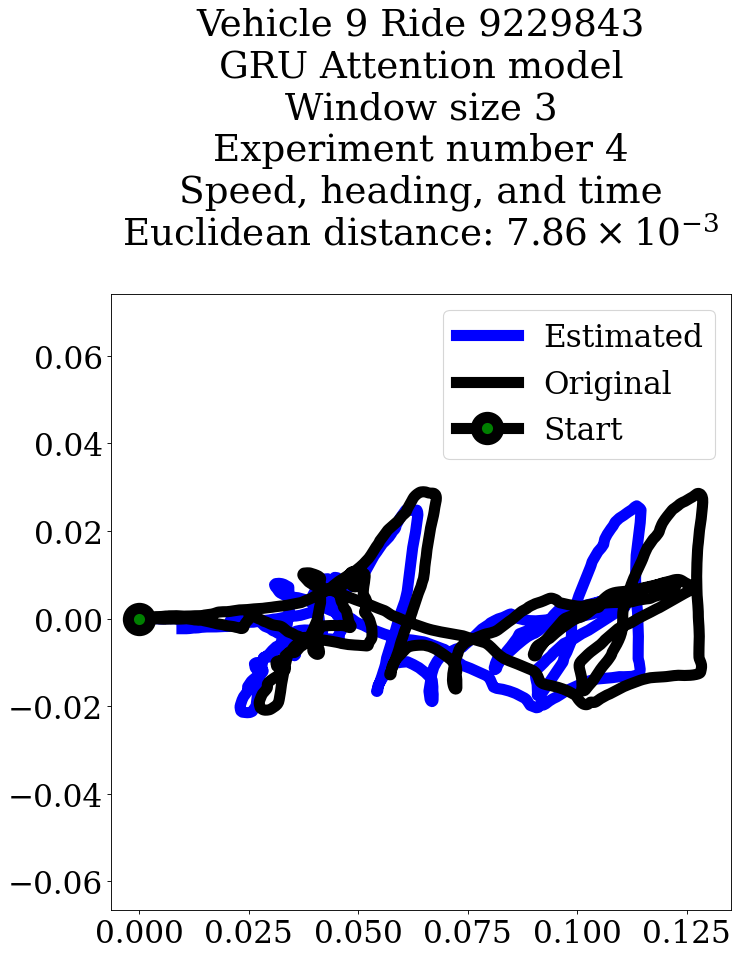 Vehicle 9 Ride 9229843
GRU Attention model
Window size 3
Experiment number 4
Speed, heading, and time
Euclidean distance: 7.86 × 10⁻³
Estimated
Original
Start
0.06
0.04
0.02
0.00
−0.02
−0.04
−0.06
0.000 0.025 0.050 0.075 0.100 0.125